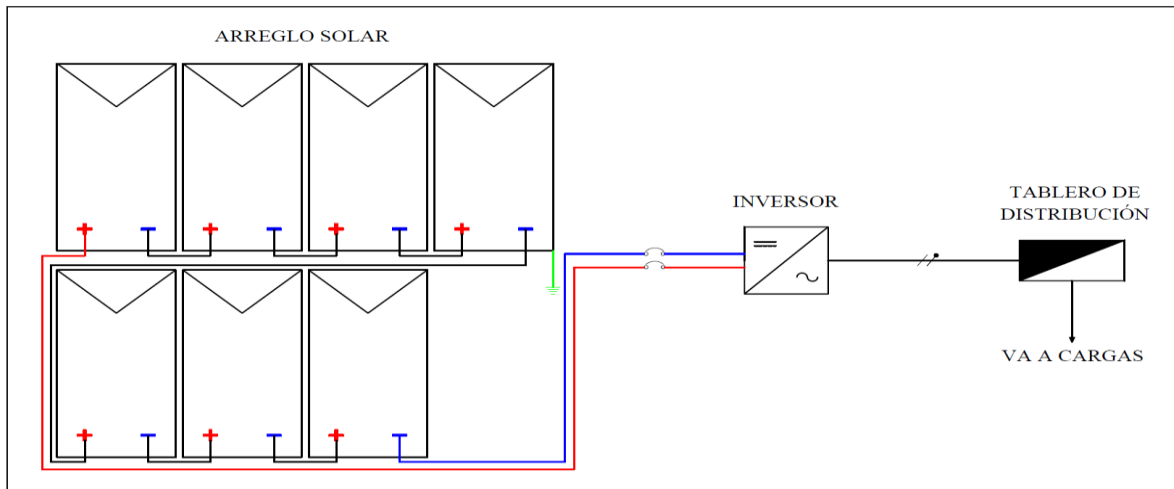 ARREGLO SOLAR
INVERSOR
TABLERO DE
DISTRIBUCIÓN
VA A CARGAS